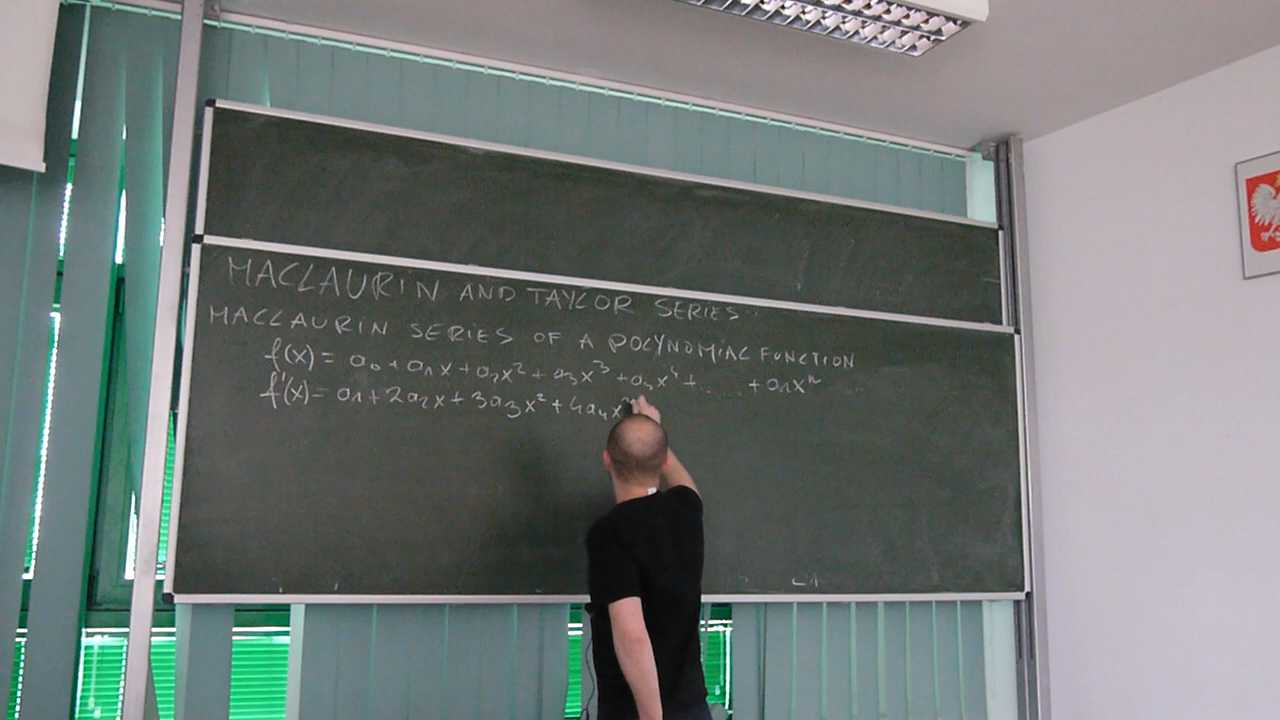 MACLAURIN AND TAYLOR SERIES
MACLAURIN SERIES OF A POLYNOMIAL FUNCTION
f(x) = a₀ + a₁x + a₂x² + a₃x³ + a₄x⁴ + ...... + aₙxⁿ
f'(x) = a₁ + 2a₂x + 3a₃x² + 4a₄x³